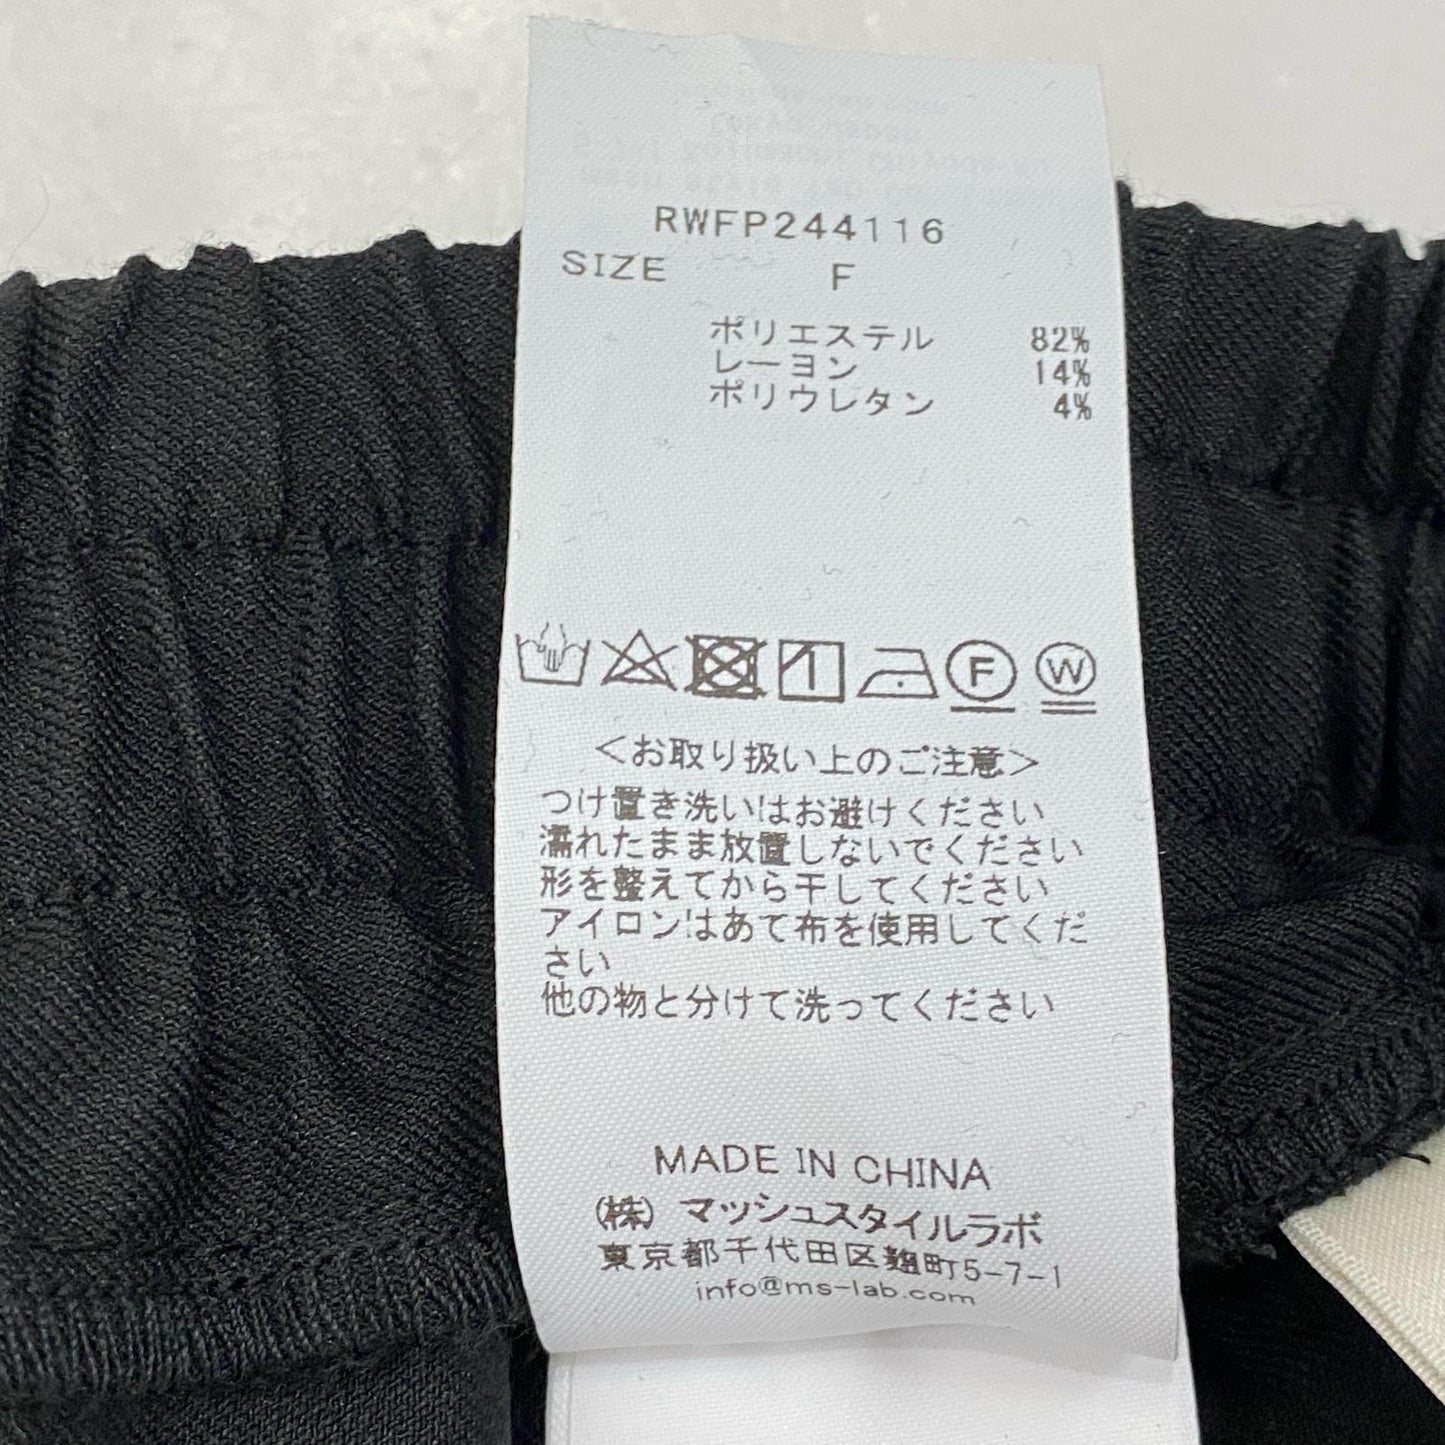 RWFP244116
SIZE F
ポリエステル 82%
レーヨン 14%
ポリウレタン 4%
F W
<お取り扱い上のご注意>
つけ置き洗いはお避けください
濡れたまま放置しないでください
形を整えてから干してください
アイロンはあて布を使用してくだ
さい
他の物と分けて洗ってください
MADE IN CHINA
(株) マッシュスタイルラボ
東京都千代田区麹町5-7-1
info@ms-lab.com